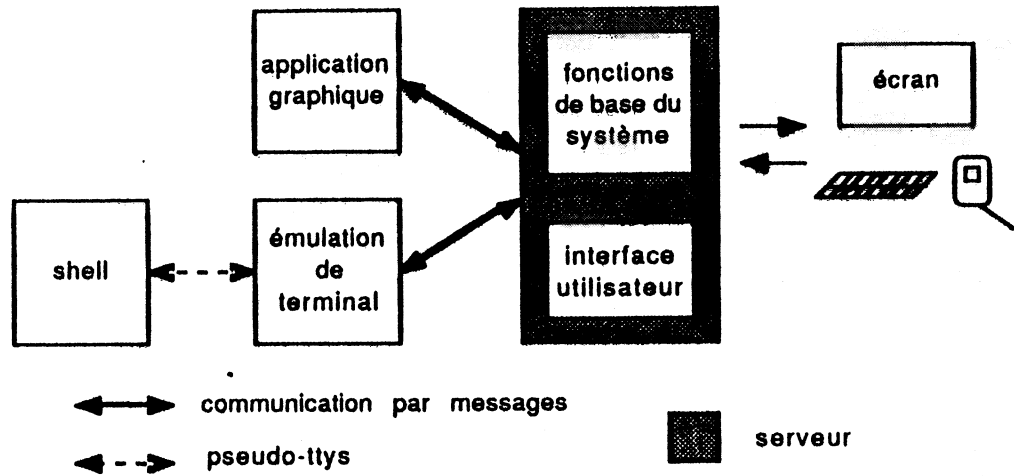 application
graphique
fonctions
de base du
système
écran
shell
émulation
de
terminal
interface
utilisateur
communication par messages
pseudo-ttys
serveur